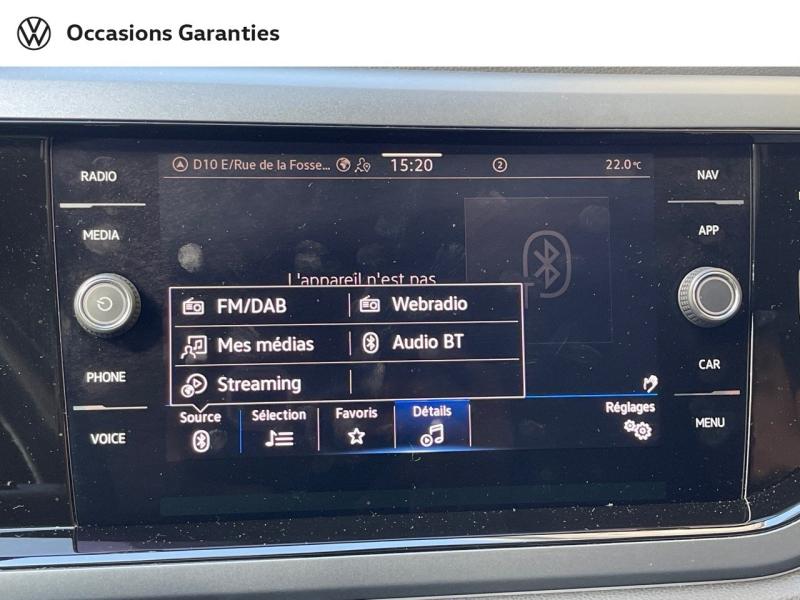 Occasions Garanties
D10 E/Rue de la Fosse... 15:20 2 22.0°C
RADIO
MEDIA
PHONE
VOICE
NAV
APP
CAR
MENU
L'appareil n'est pas
FM/DAB Webradio
Mes médias Audio BT
Streaming
Source Sélection Favoris Détails Réglages